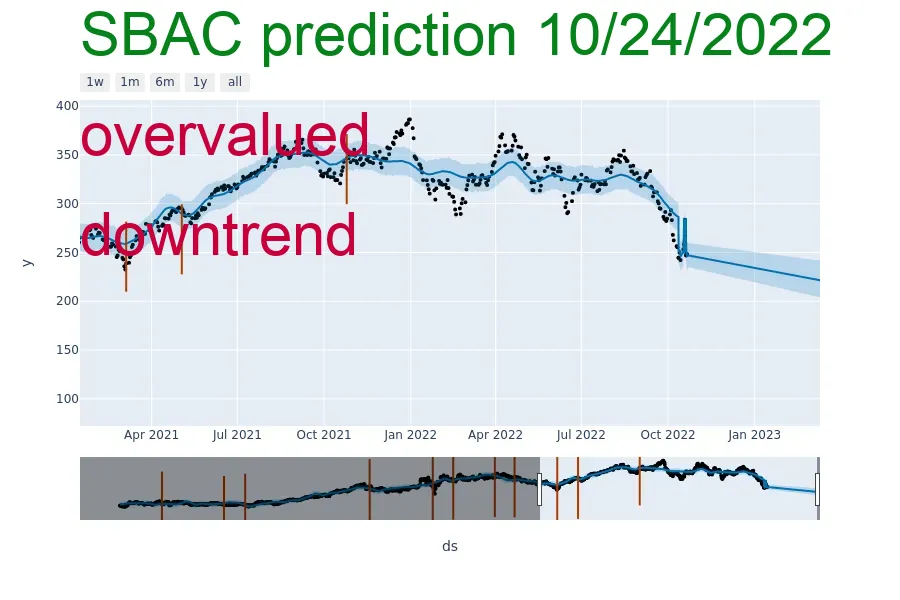 SBAC prediction 10/24/2022
1w 1m 6m 1y all
400
overvalued
350
300
downtrend
250
y
200
150
100
Apr 2021 Jul 2021 Oct 2021 Jan 2022 Apr 2022 Jul 2022 Oct 2022 Jan 2023
ds